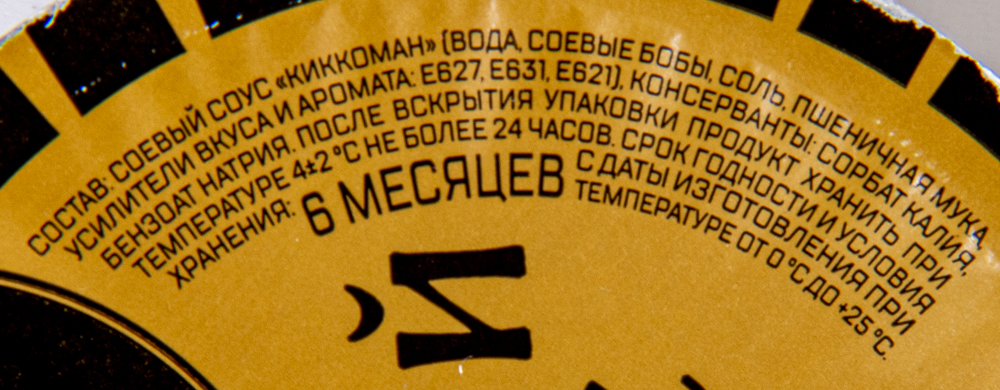 СОСТАВ: СОЕВЫЙ СОУС «КИККОМАН» (ВОДА, СОЕВЫЕ БОБЫ, СОЛЬ, ПШЕНИЧНАЯ МУКА,
УСИЛИТЕЛИ ВКУСА И АРОМАТА: Е627, Е631, Е621), КОНСЕРВАНТЫ: СОРБАТ КАЛИЯ,
БЕНЗОАТ НАТРИЯ. ПОСЛЕ ВСКРЫТИЯ УПАКОВКИ ПРОДУКТ ХРАНИТЬ ПРИ
ТЕМПЕРАТУРЕ 4±2 °С НЕ БОЛЕЕ 24 ЧАСОВ. СРОК ГОДНОСТИ И УСЛОВИЯ
ХРАНЕНИЯ: 6 МЕСЯЦЕВ С ДАТЫ ИЗГОТОВЛЕНИЯ ПРИ
ТЕМПЕРАТУРЕ ОТ 0 °С ДО +25 °С.
Й